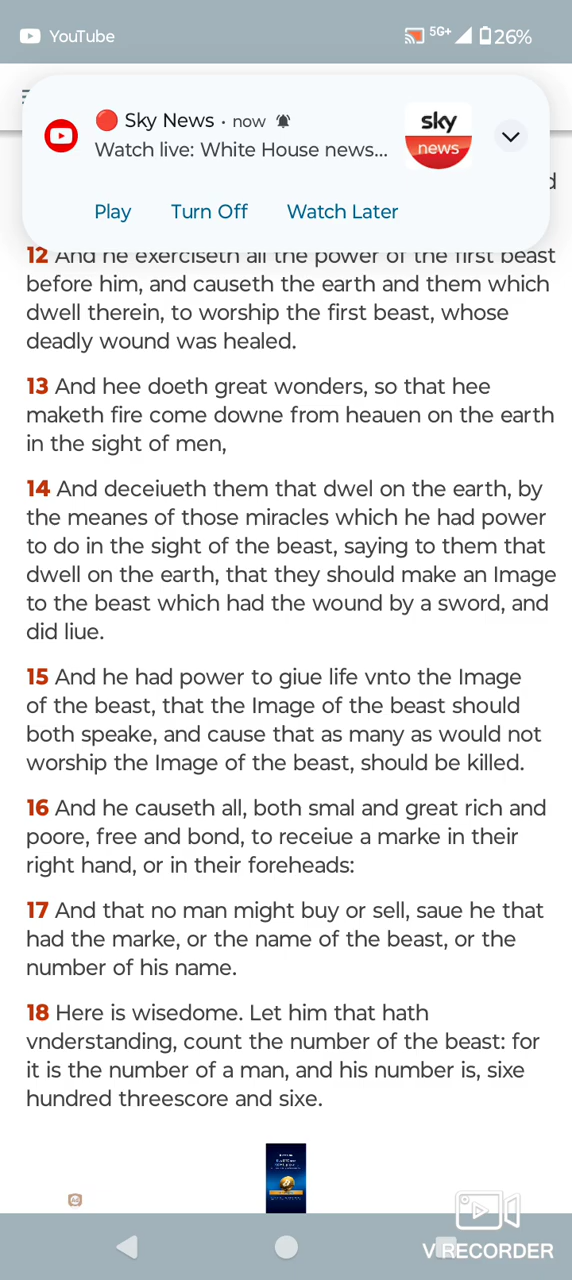 YouTube
5G+
26%
Sky News · now
sky
news
Watch live: White House news...
Play Turn Off Watch Later
d
12 And he exerciseth all the power of the first beast
before him, and causeth the earth and them which
dwell therein, to worship the first beast, whose
deadly wound was healed.
13 And hee doeth great wonders, so that hee
maketh fire come downe from heauen on the earth
in the sight of men,
14 And deceiueth them that dwel on the earth, by
the meanes of those miracles which he had power
to do in the sight of the beast, saying to them that
dwell on the earth, that they should make an Image
to the beast which had the wound by a sword, and
did liue.
15 And he had power to giue life vnto the Image
of the beast, that the Image of the beast should
both speake, and cause that as many as would not
worship the Image of the beast, should be killed.
16 And he causeth all, both smal and great rich and
poore, free and bond, to receiue a marke in their
right hand, or in their foreheads:
17 And that no man might buy or sell, saue he that
had the marke, or the name of the beast, or the
number of his name.
18 Here is wisedome. Let him that hath
vnderstanding, count the number of the beast: for
it is the number of a man, and his number is, sixe
hundred threescore and sixe.
V RECORDER